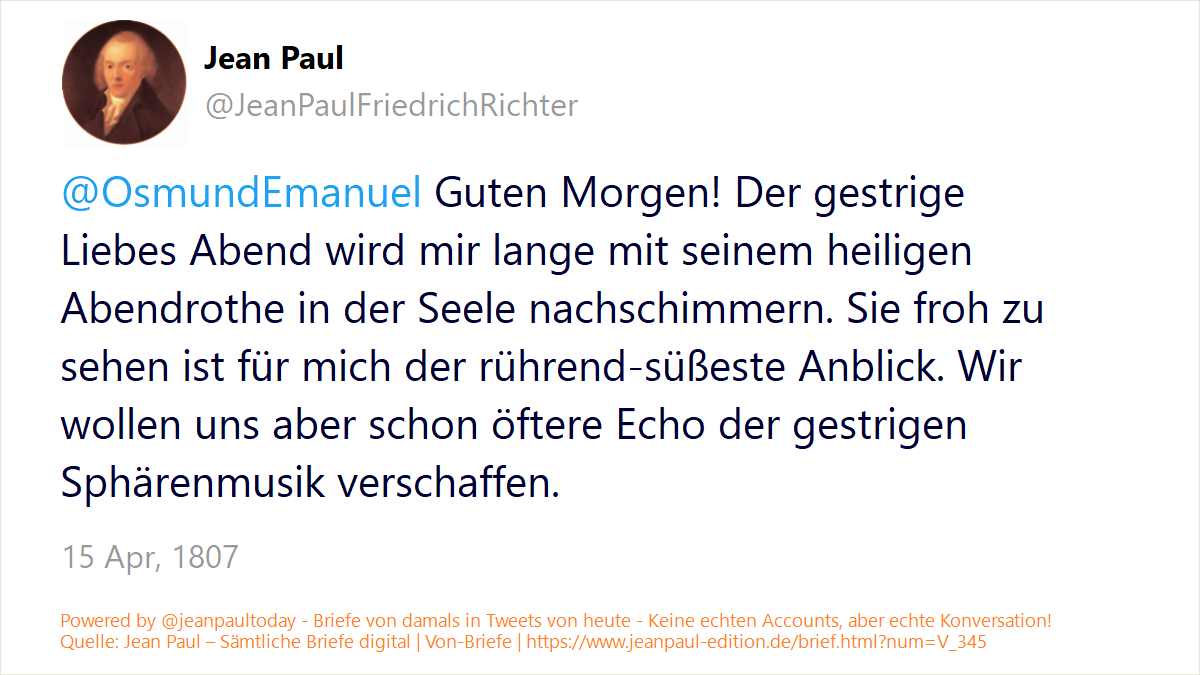 Jean Paul
@JeanPaulFriedrichRichter
@OsmundEmanuel Guten Morgen! Der gestrige
Liebes Abend wird mir lange mit seinem heiligen
Abendrothe in der Seele nachschimmern. Sie froh zu
sehen ist für mich der rührend-süßeste Anblick. Wir
wollen uns aber schon öftere Echo der gestrigen
Sphärenmusik verschaffen.
15 Apr, 1807
Powered by @jeanpaultoday - Briefe von damals in Tweets von heute - Keine echten Accounts, aber echte Konversation!
Quelle: Jean Paul – Sämtliche Briefe digital | Von-Briefe | https://www.jeanpaul-edition.de/brief.html?num=V_345